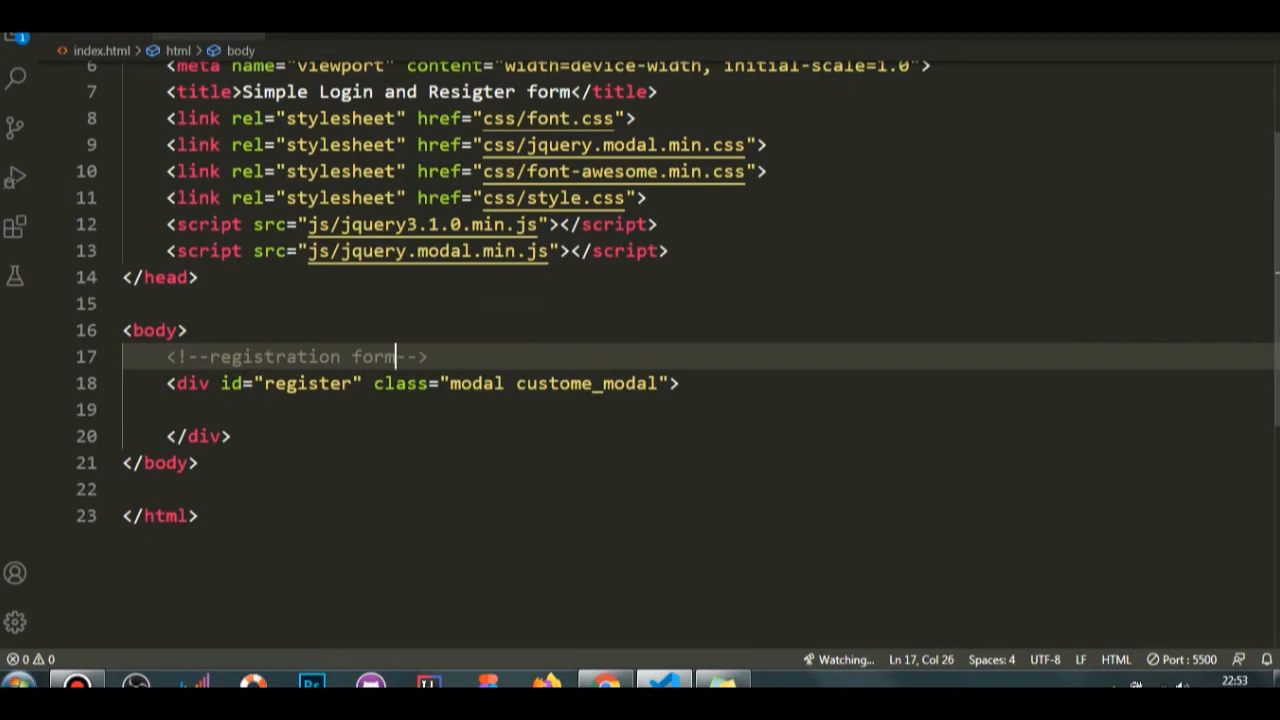 1
index.html > html > body
6 <meta name="viewport" content="width=device-width, initial-scale=1.0">
7 <title>Simple Login and Resigter form</title>
8 <link rel="stylesheet" href="css/font.css">
9 <link rel="stylesheet" href="css/jquery.modal.min.css">
10 <link rel="stylesheet" href="css/font-awesome.min.css">
11 <link rel="stylesheet" href="css/style.css">
12 <script src="js/jquery3.1.0.min.js"></script>
13 <script src="js/jquery.modal.min.js"></script>
14 </head>
15
16 <body>
17 <!--registration form-->
18 <div id="register" class="modal custome_modal">
19
20 </div>
21 </body>
22
23 </html>
0 0 Watching... Ln 17, Col 26 Spaces: 4 UTF-8 LF HTML Port : 5500
Ps 22:53